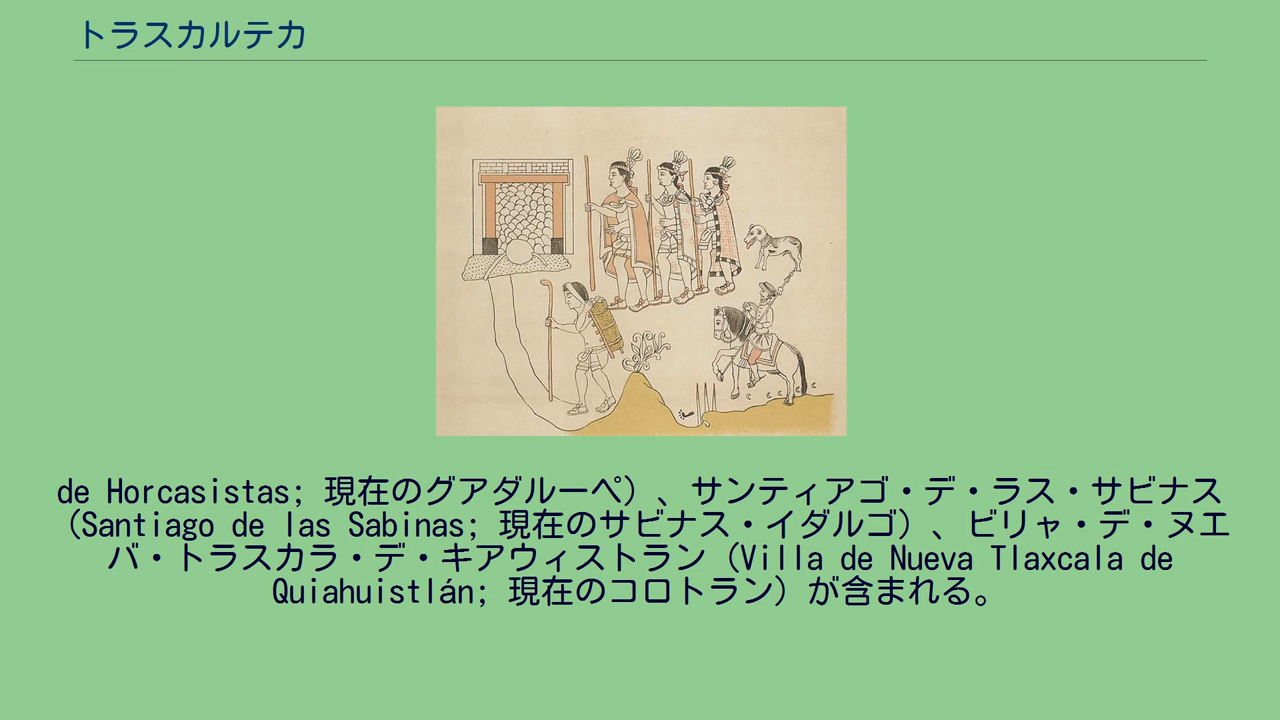 トラスカルテカ
de Horcasistas; 現在のグアダルーペ）、サンティアゴ・デ・ラス・サビナス
（Santiago de las Sabinas; 現在のサビナス・イダルゴ）、ビリャ・デ・ヌエ
バ・トラスカラ・デ・キアウィストラン（Villa de Nueva Tlaxcala de
Quiahuistlán; 現在のコロトラン）が含まれる。